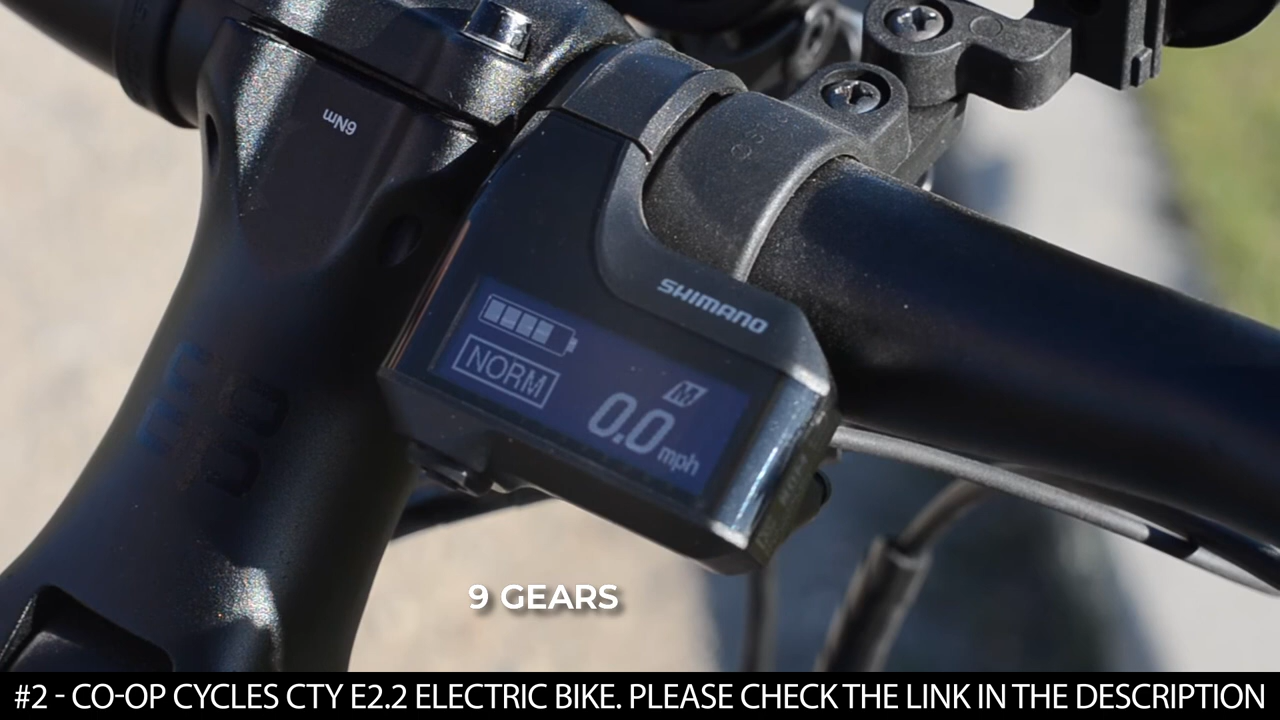 6Nm
SHIMANO
NORM
M
0.0 mph
9 GEARS
#2 - CO-OP CYCLES CTY E2.2 ELECTRIC BIKE. PLEASE CHECK THE LINK IN THE DESCRIPTION